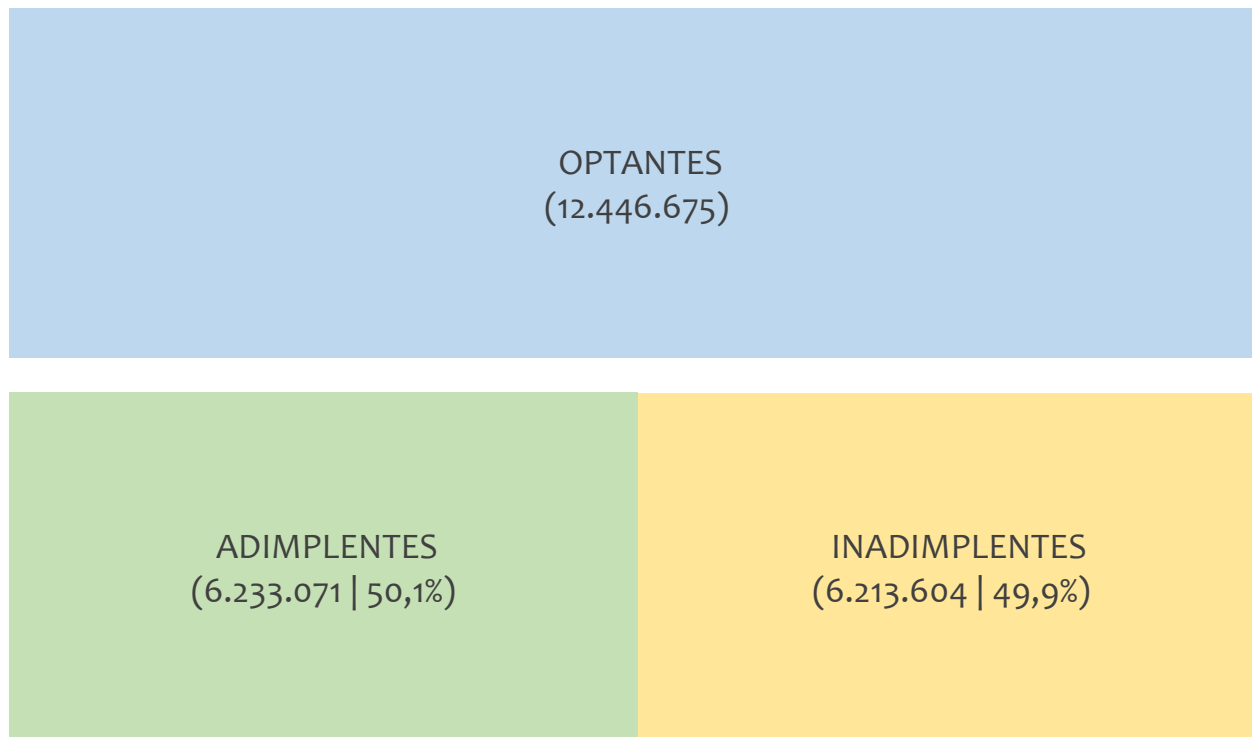 OPTANTES
(12.446.675)
ADIMPLENTES
(6.233.071 | 50,1%)
INADIMPLENTES
(6.213.604 | 49,9%)